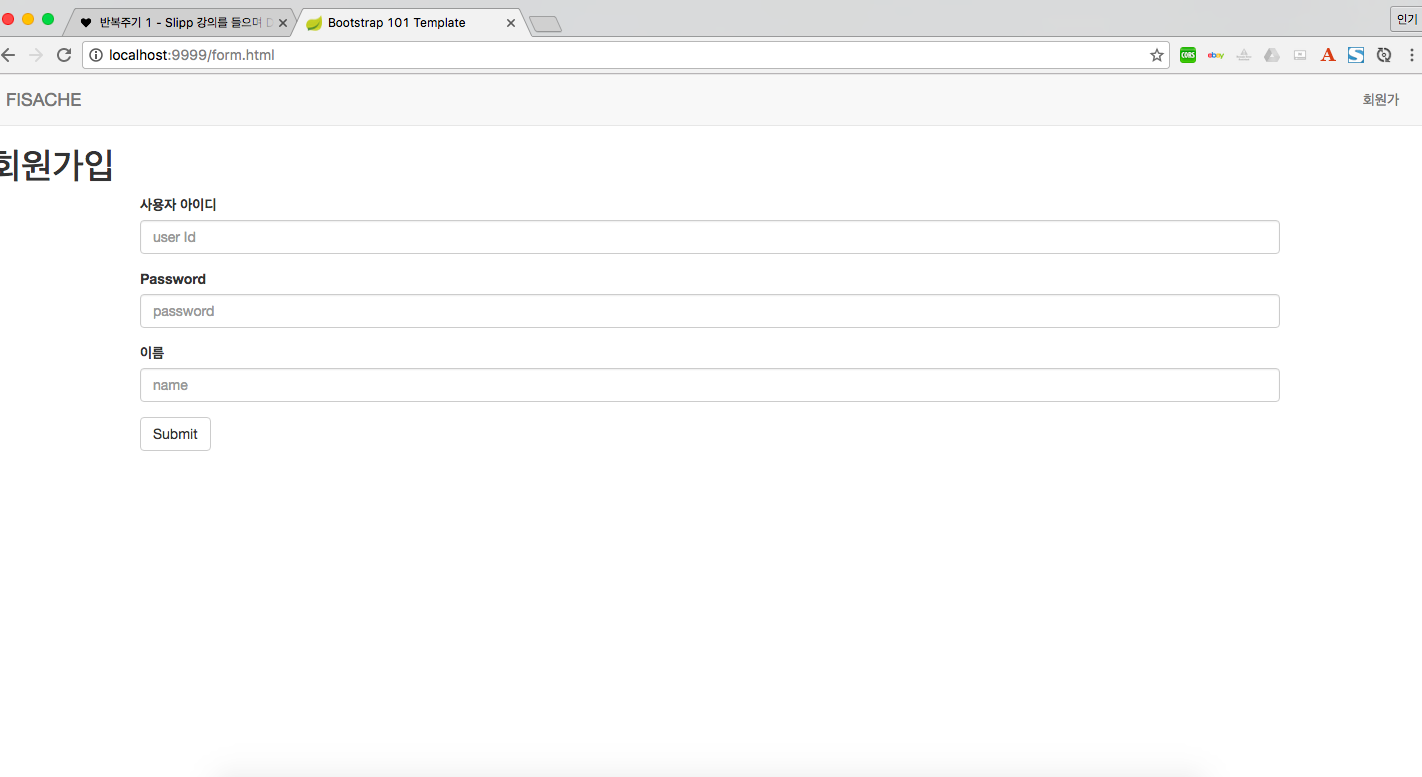 반복주기 1 - Slipp 강의를 들으며
Bootstrap 101 Template
인기
localhost:9999/form.html
CORS
ebay
A
S
FISACHE
회원가
회원가입
사용자 아이디
user Id
Password
password
이름
name
Submit